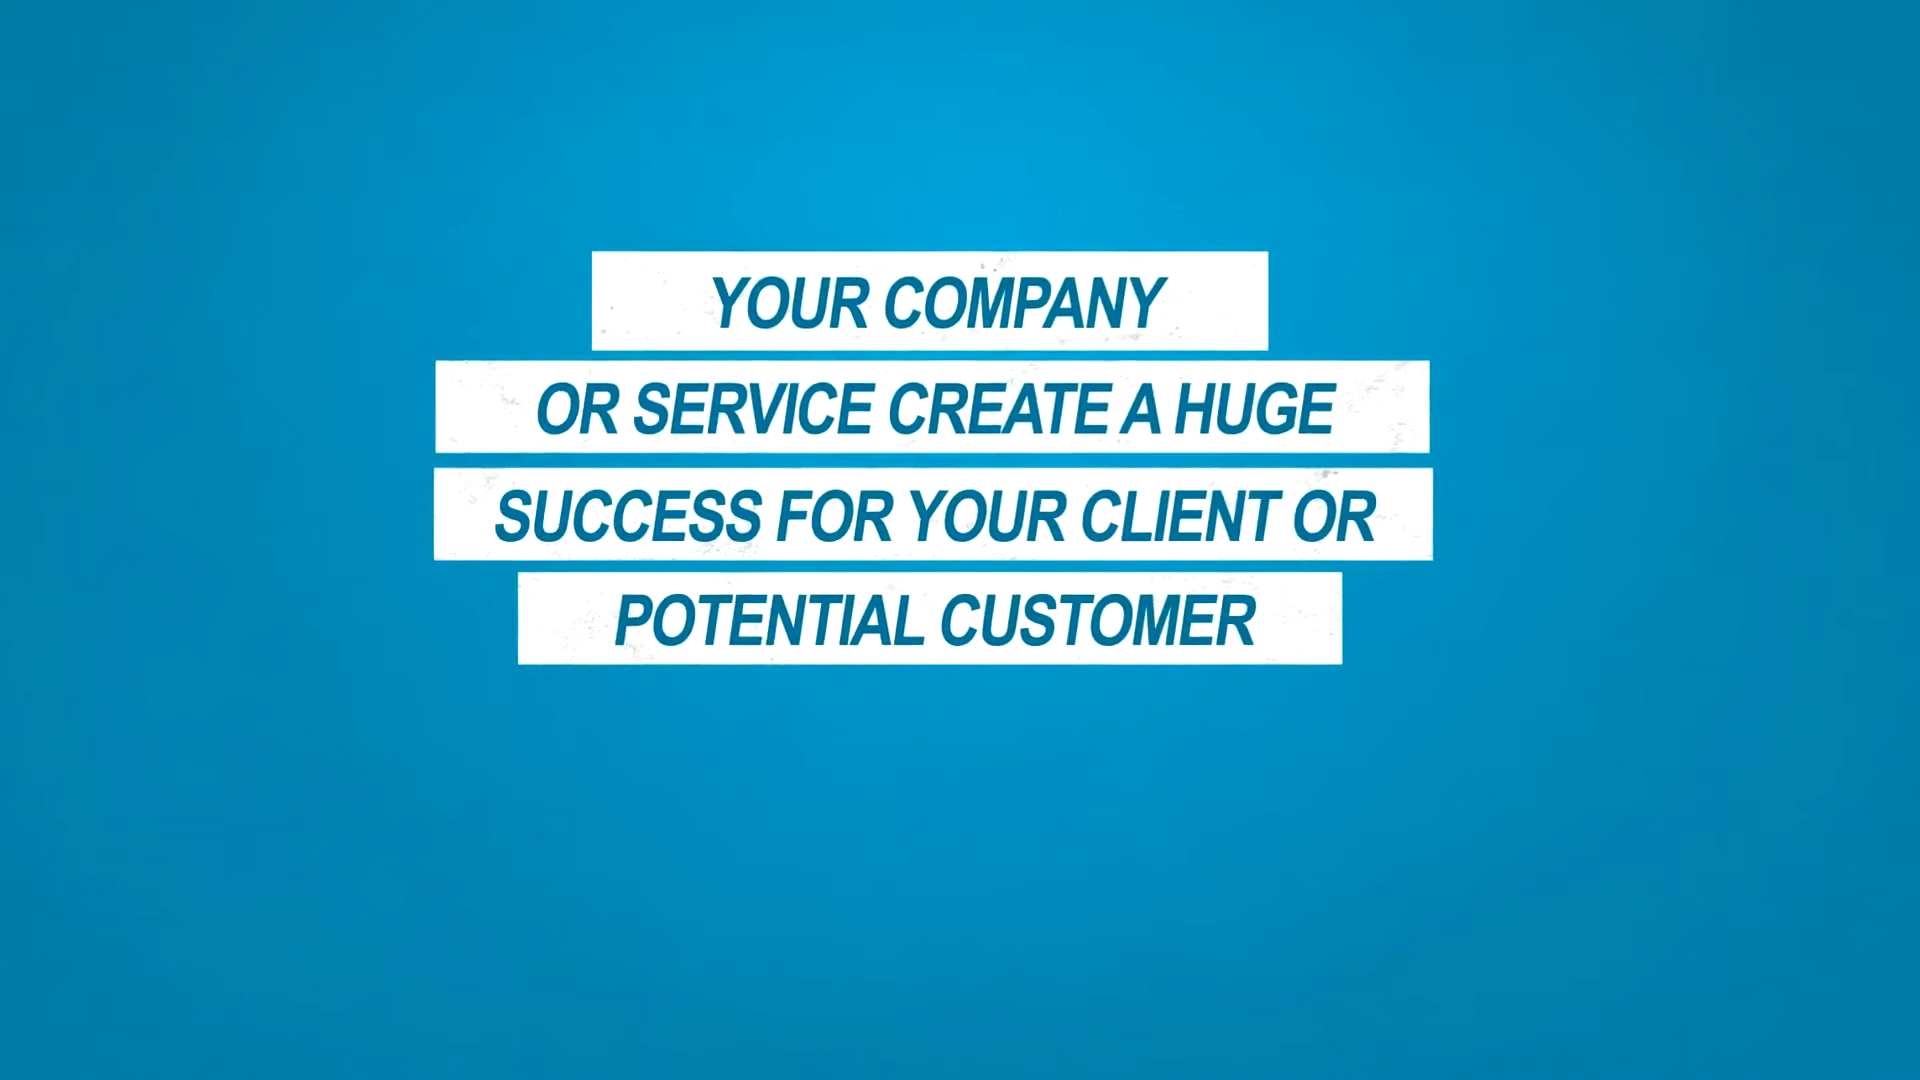 YOUR COMPANY
OR SERVICE CREATE A HUGE
SUCCESS FOR YOUR CLIENT OR
POTENTIAL CUSTOMER